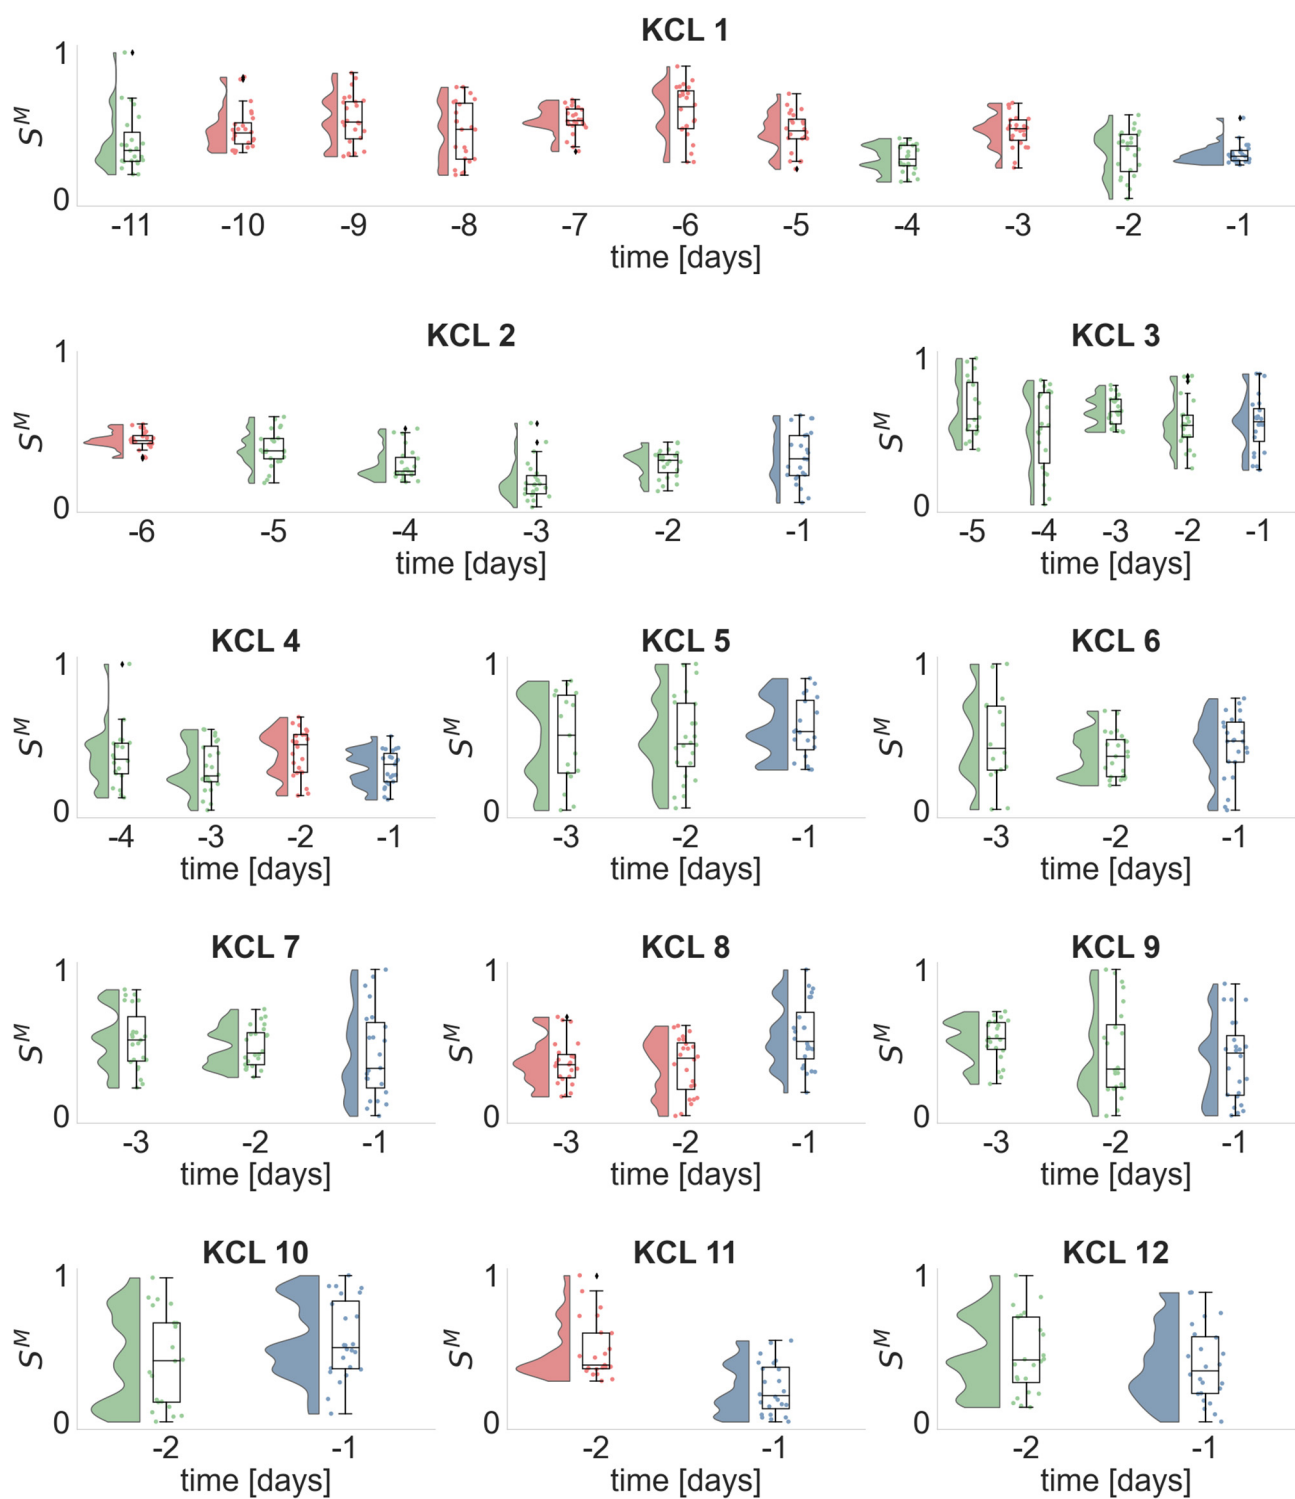 KCL 1
1
S^M
0
-11 -10 -9 -8 -7 -6 -5 -4 -3 -2 -1
time [days]
KCL 2 KCL 3
1 1
S^M S^M
0 0
-6 -5 -4 -3 -2 -1 -5 -4 -3 -2 -1
time [days] time [days]
KCL 4 KCL 5 KCL 6
1 1 1
S^M S^M S^M
0 0 0
-4 -3 -2 -1 -3 -2 -1 -3 -2 -1
time [days] time [days] time [days]
KCL 7 KCL 8 KCL 9
1 1 1
S^M S^M S^M
0 0 0
-3 -2 -1 -3 -2 -1 -3 -2 -1
time [days] time [days] time [days]
KCL 10 KCL 11 KCL 12
1 1 1
S^M S^M S^M
0 0 0
-2 -1 -2 -1 -2 -1
time [days] time [days] time [days]